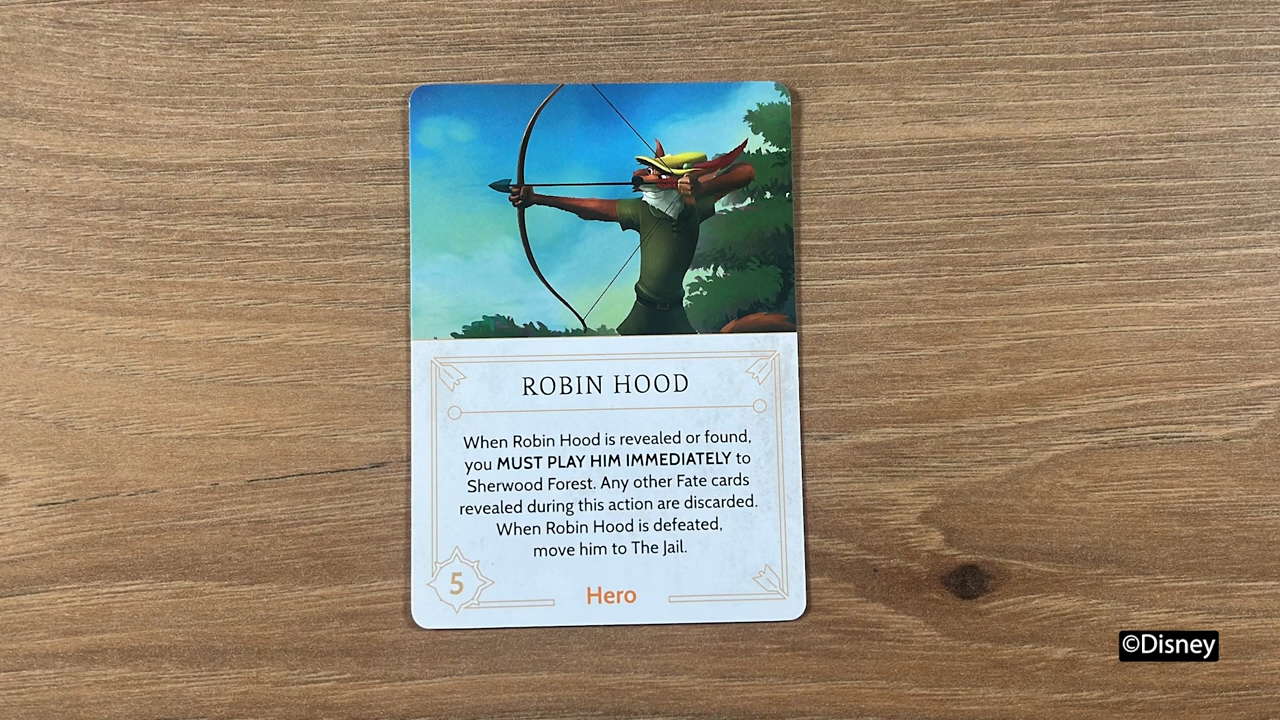 ROBIN HOOD
When Robin Hood is revealed or found,
you MUST PLAY HIM IMMEDIATELY to
Sherwood Forest. Any other Fate cards
revealed during this action are discarded.
When Robin Hood is defeated,
move him to The Jail.
5
Hero
©Disney